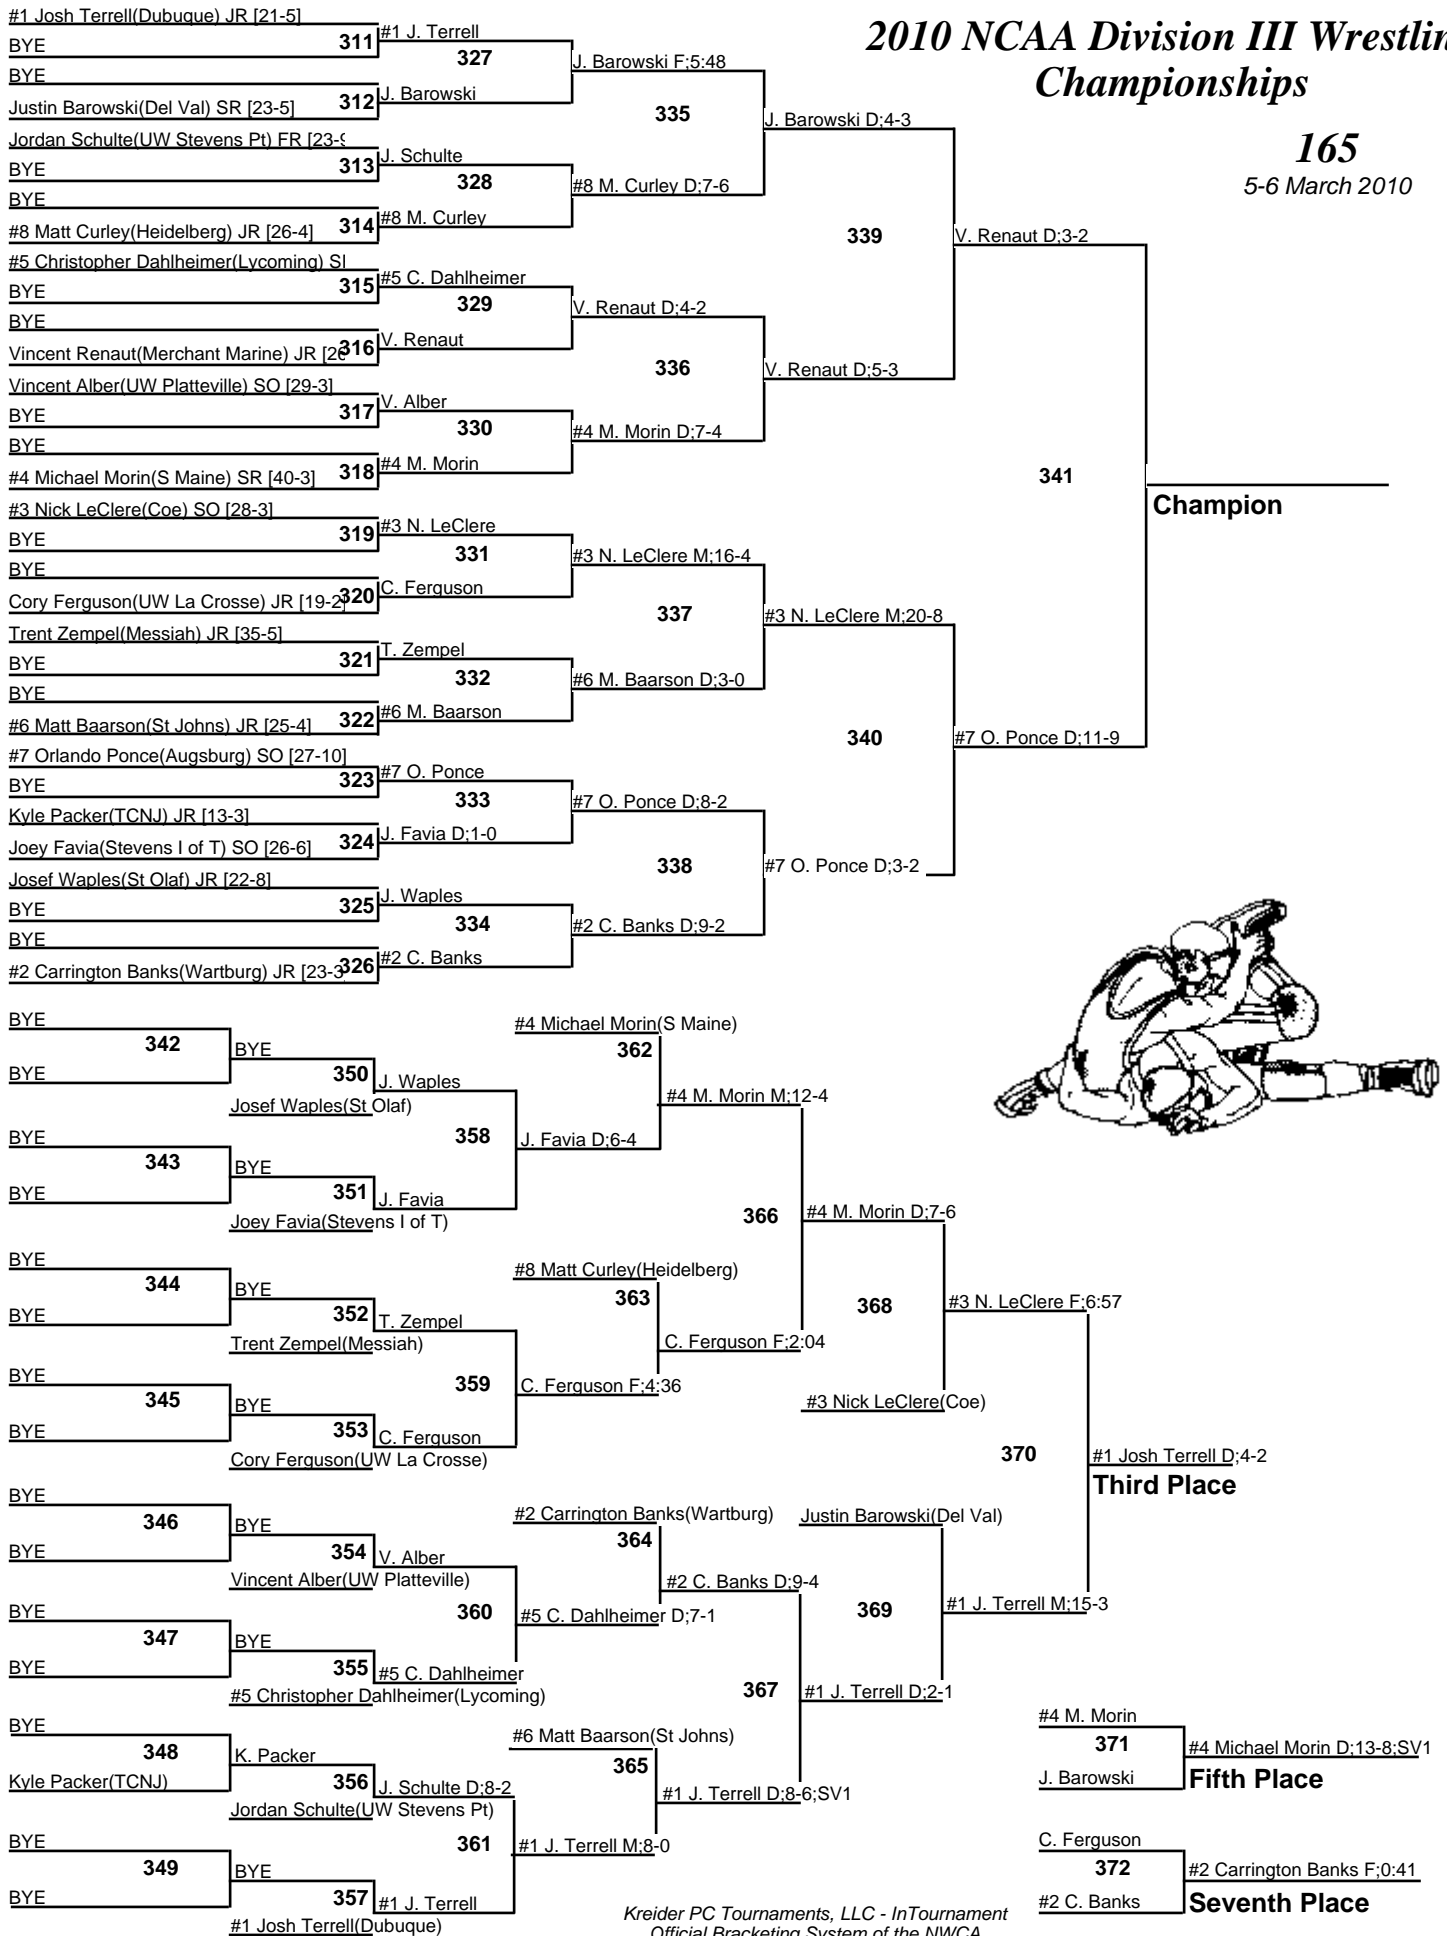 2010 NCAA Division III Wrestlin
Championships
165
5-6 March 2010
#1 Josh Terrell(Dubuque) JR [21-5]
BYE
311
#1 J. Terrell
327
J. Barowski F;5:48
BYE
Justin Barowski(Del Val) SR [23-5]
312
J. Barowski
335
J. Barowski D;4-3
Jordan Schulte(UW Stevens Pt) FR [23-9
BYE
313
J. Schulte
328
#8 M. Curley D;7-6
BYE
#8 Matt Curley(Heidelberg) JR [26-4]
314
#8 M. Curley
339
V. Renaut D;3-2
#5 Christopher Dahlheimer(Lycoming) SI
BYE
315
#5 C. Dahlheimer
329
V. Renaut D;4-2
BYE
Vincent Renaut(Merchant Marine) JR [26
316
V. Renaut
336
V. Renaut D;5-3
Vincent Alber(UW Platteville) SO [29-3]
BYE
317
V. Alber
330
#4 M. Morin D;7-4
BYE
#4 Michael Morin(S Maine) SR [40-3]
318
#4 M. Morin
341
Champion
#3 Nick LeClere(Coe) SO [28-3]
BYE
319
#3 N. LeClere
331
#3 N. LeClere M;16-4
BYE
Cory Ferguson(UW La Crosse) JR [19-2]
320
C. Ferguson
337
#3 N. LeClere M;20-8
Trent Zempel(Messiah) JR [35-5]
BYE
321
T. Zempel
332
#6 M. Baarson D;3-0
BYE
#6 Matt Baarson(St Johns) JR [25-4]
322
#6 M. Baarson
340
#7 O. Ponce D;11-9
#7 Orlando Ponce(Augsburg) SO [27-10]
BYE
323
#7 O. Ponce
333
#7 O. Ponce D;8-2
Kyle Packer(TCNJ) JR [13-3]
Joey Favia(Stevens I of T) SO [26-6]
324
J. Favia D;1-0
338
#7 O. Ponce D;3-2
Josef Waples(St Olaf) JR [22-8]
BYE
325
J. Waples
334
#2 C. Banks D;9-2
BYE
#2 Carrington Banks(Wartburg) JR [23-3
326
#2 C. Banks
BYE
342
BYE
BYE
350
J. Waples
Josef Waples(St Olaf)
358
#4 Michael Morin(S Maine)
362
#4 M. Morin M;12-4
J. Favia D;6-4
BYE
343
BYE
BYE
351
J. Favia
Joey Favia(Stevens I of T)
366
#4 M. Morin D;7-6
BYE
344
BYE
BYE
352
T. Zempel
Trent Zempel(Messiah)
359
#8 Matt Curley(Heidelberg)
363
C. Ferguson F;2:04
C. Ferguson F;4:36
368
#3 N. LeClere F;6:57
#3 Nick LeClere(Coe)
BYE
345
BYE
BYE
353
C. Ferguson
Cory Ferguson(UW La Crosse)
370
#1 Josh Terrell D;4-2
Third Place
BYE
346
BYE
BYE
354
V. Alber
Vincent Alber(UW Platteville)
360
#2 Carrington Banks(Wartburg)
364
#2 C. Banks D;9-4
#5 C. Dahlheimer D;7-1
Justin Barowski(Del Val)
369
#1 J. Terrell M;15-3
BYE
347
BYE
BYE
355
#5 C. Dahlheimer
#5 Christopher Dahlheimer(Lycoming)
367
#1 J. Terrell D;2-1
BYE
348
Kyle Packer(TCNJ)
K. Packer
356
J. Schulte D;8-2
Jordan Schulte(UW Stevens Pt)
361
#6 Matt Baarson(St Johns)
365
#1 J. Terrell D;8-6;SV1
#1 J. Terrell M;8-0
BYE
349
BYE
BYE
357
#1 J. Terrell
#1 Josh Terrell(Dubuque)
#4 M. Morin
371
J. Barowski
#4 Michael Morin D;13-8;SV1
Fifth Place
C. Ferguson
372
#2 C. Banks
#2 Carrington Banks F;0:41
Seventh Place
Kreider PC Tournaments, LLC - InTournament
Official Bracketing System of the NWCA